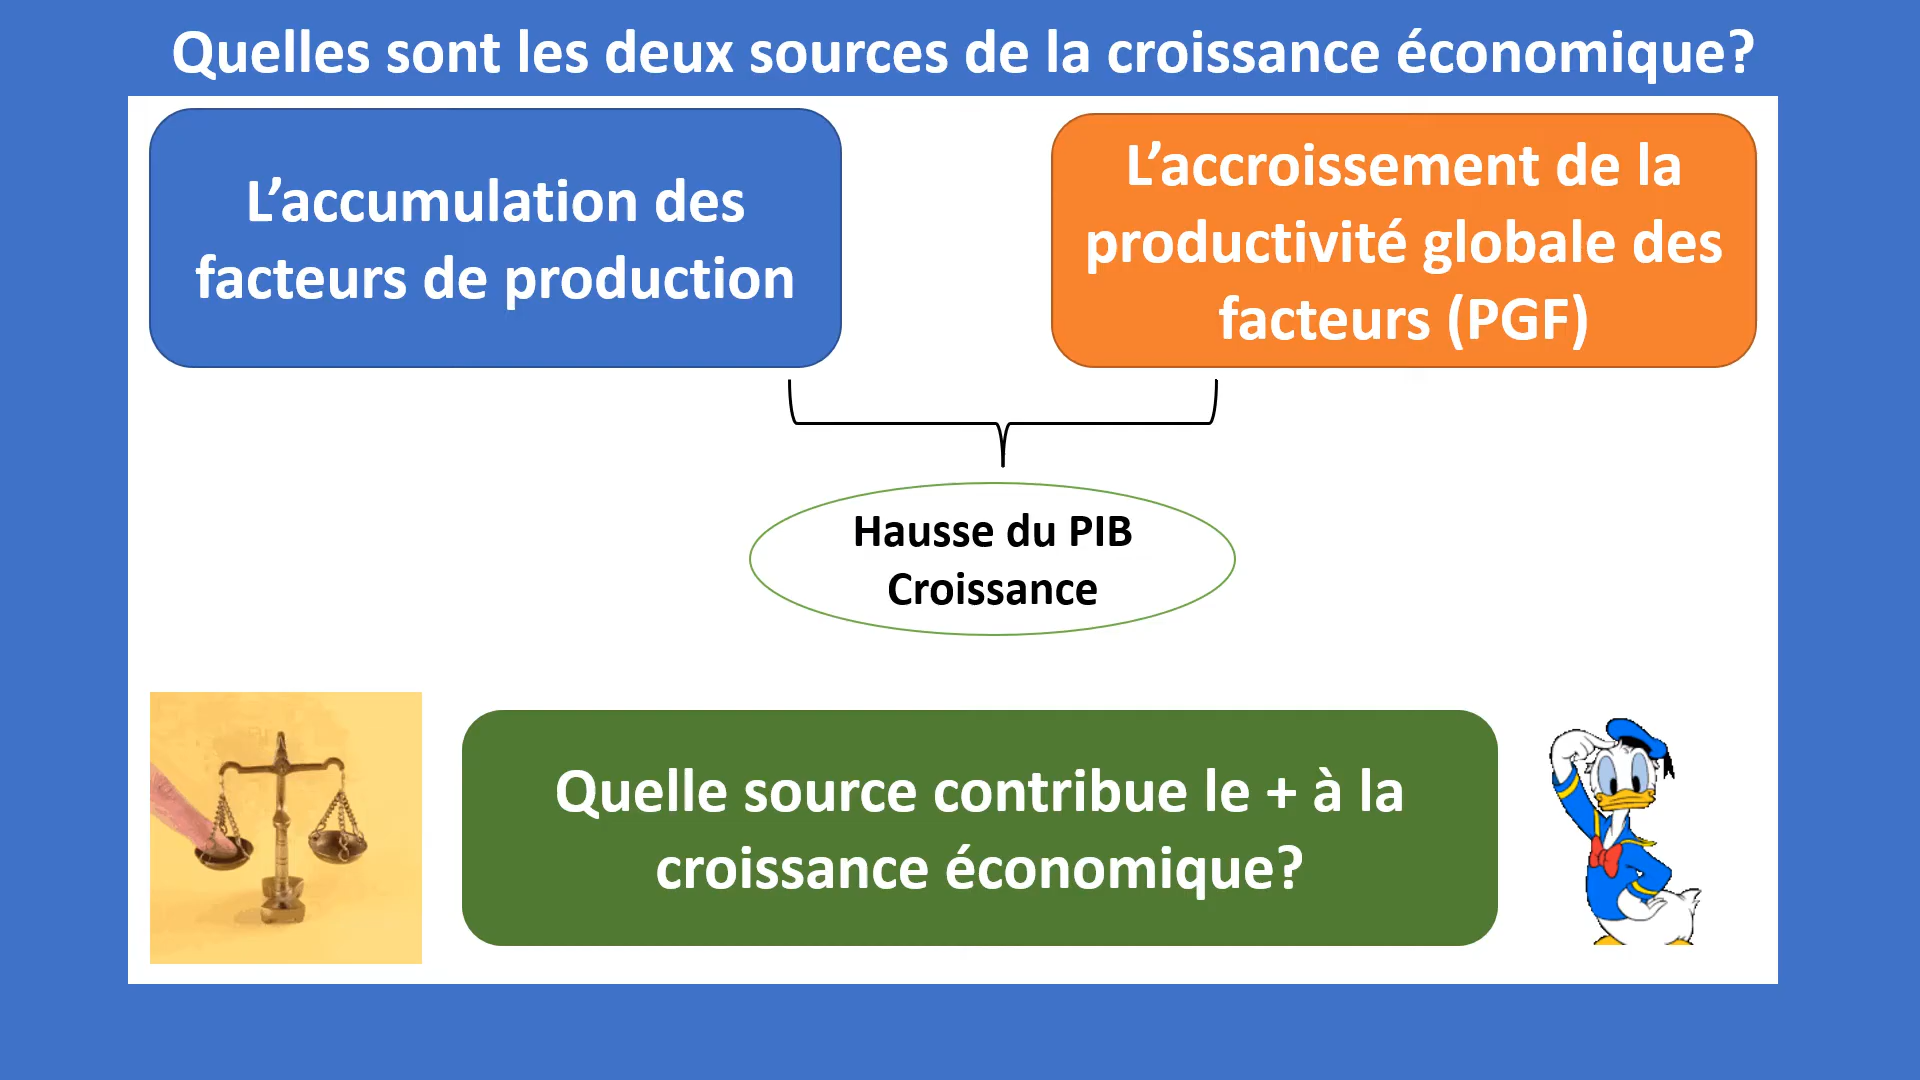 Quelles sont les deux sources de la croissance économique?
L’accumulation des
facteurs de production
L’accroissement de la
productivité globale des
facteurs (PGF)
Hausse du PIB
Croissance
Quelle source contribue le + à la
croissance économique?